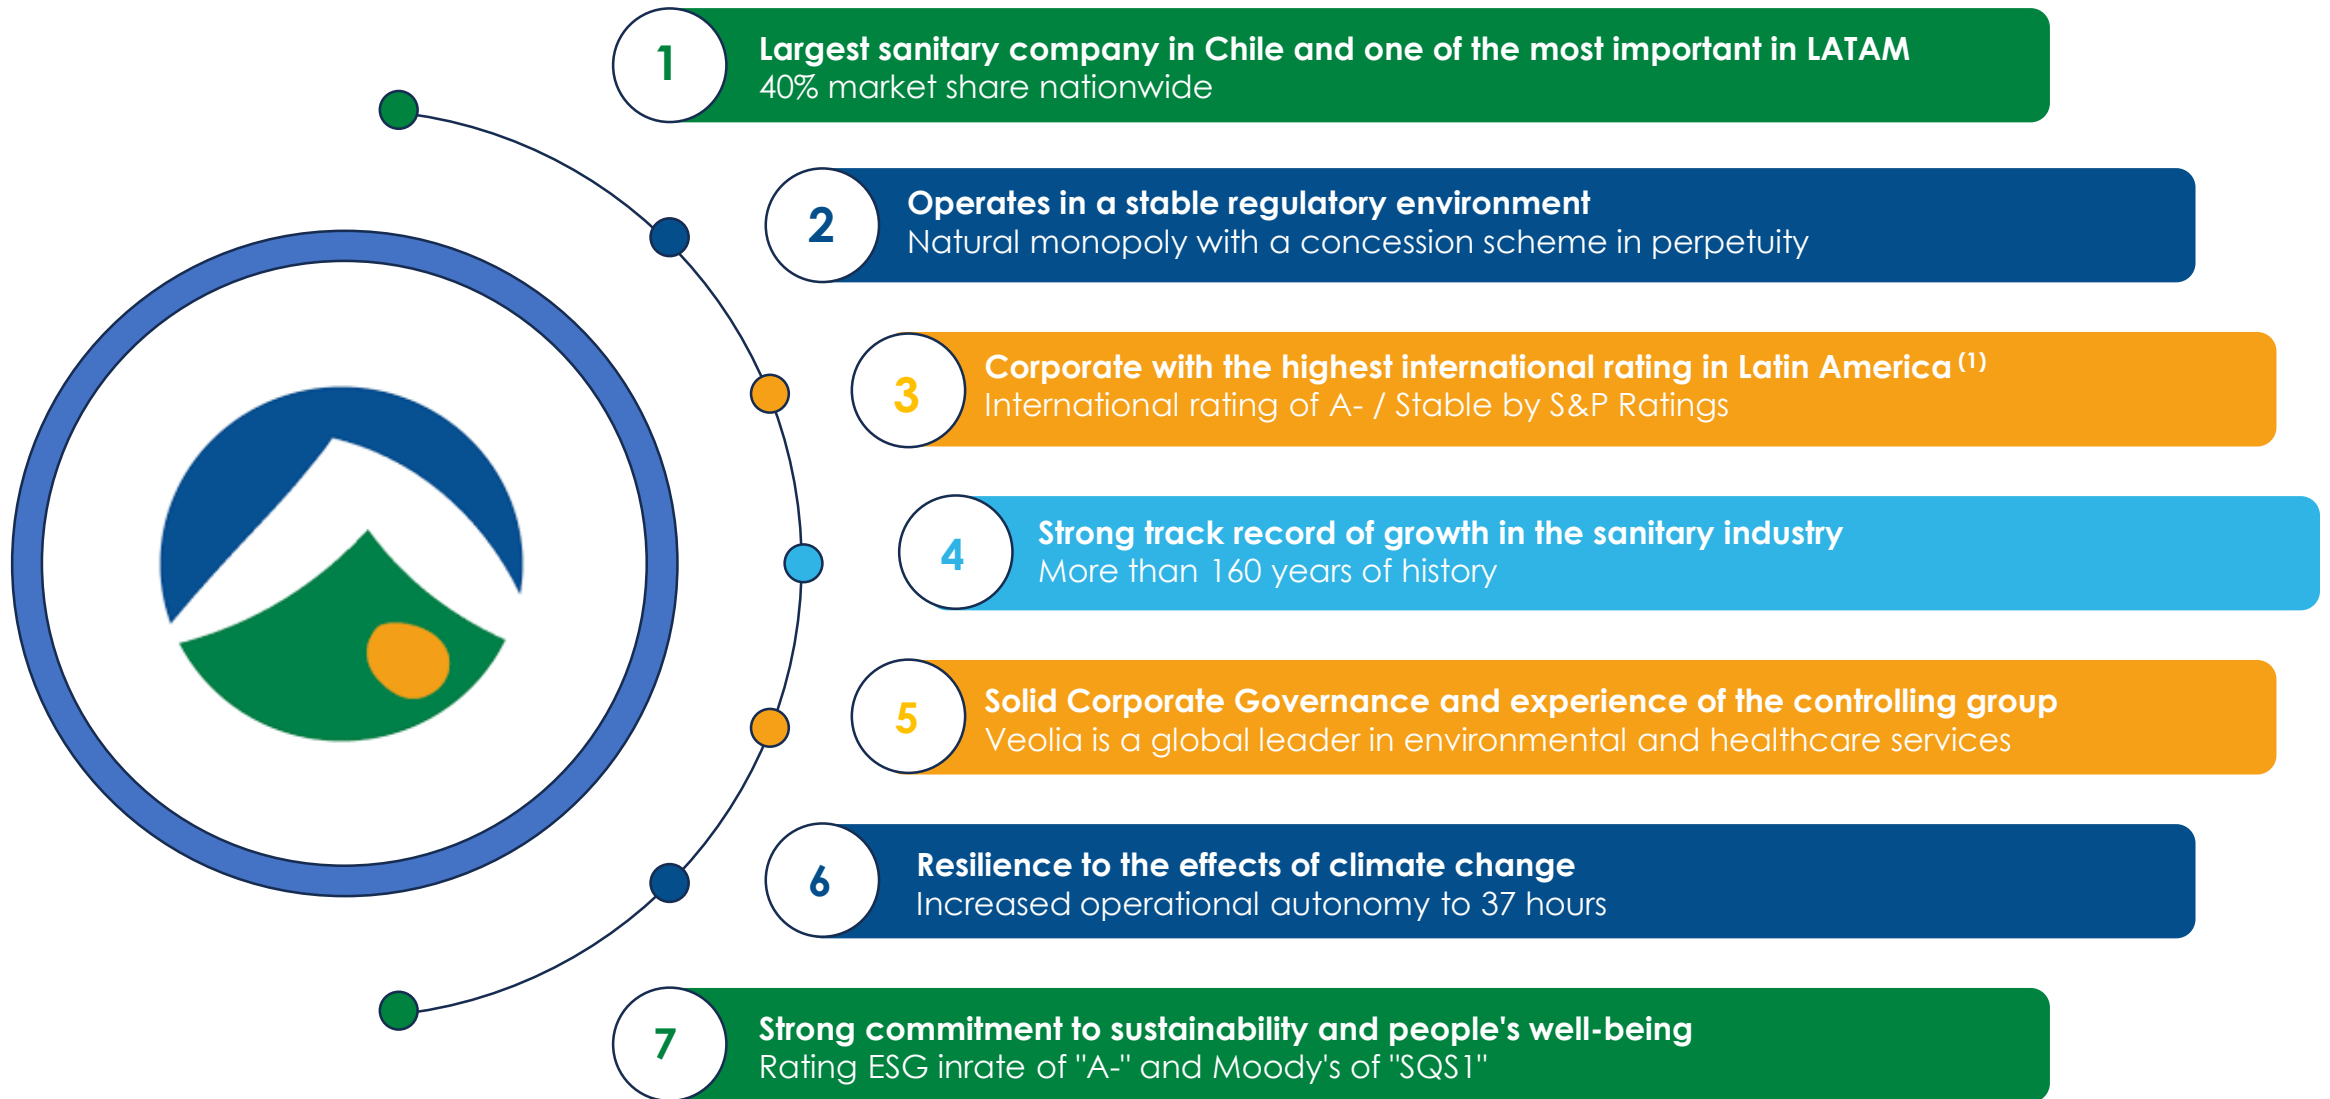 1
Largest sanitary company in Chile and one of the most important in LATAM
40% market share nationwide
2
Operates in a stable regulatory environment
Natural monopoly with a concession scheme in perpetuity
3
Corporate with the highest international rating in Latin America (1)
International rating of A- / Stable by S&P Ratings
4
Strong track record of growth in the sanitary industry
More than 160 years of history
5
Solid Corporate Governance and experience of the controlling group
Veolia is a global leader in environmental and healthcare services
6
Resilience to the effects of climate change
Increased operational autonomy to 37 hours
7
Strong commitment to sustainability and people's well-being
Rating ESG inrate of "A-" and Moody's of "SQS1"